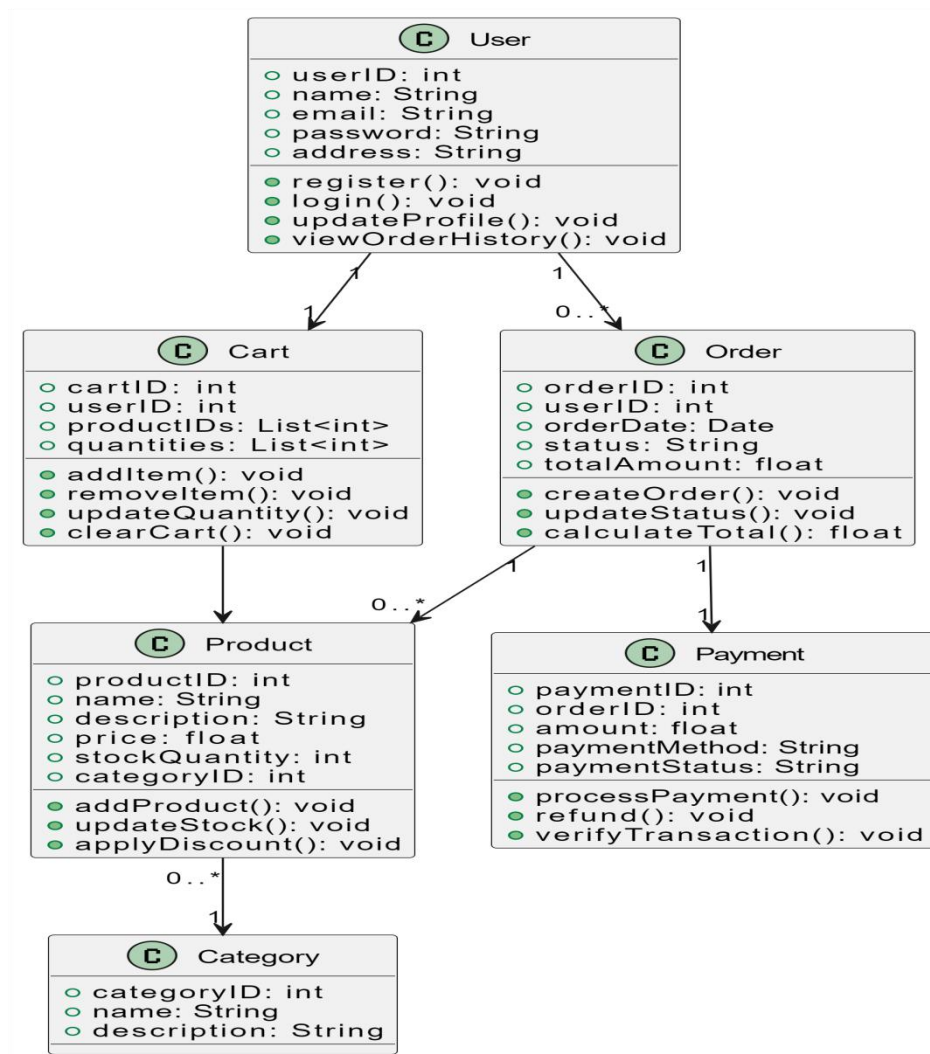 C User
userID: int
name: String
email: String
password: String
address: String
register(): void
login(): void
updateProfile(): void
viewOrderHistory(): void
1
1
1
0..*
C Cart
cartID: int
userID: int
productIDs: List<int>
quantities: List<int>
addItem(): void
removeItem(): void
updateQuantity(): void
clearCart(): void
C Order
orderID: int
userID: int
orderDate: Date
status: String
totalAmount: float
createOrder(): void
updateStatus(): void
calculateTotal(): float
1
0..*
1
1
C Product
productID: int
name: String
description: String
price: float
stockQuantity: int
categoryID: int
addProduct(): void
updateStock(): void
applyDiscount(): void
C Payment
paymentID: int
orderID: int
amount: float
paymentMethod: String
paymentStatus: String
processPayment(): void
refund(): void
verifyTransaction(): void
0..*
1
C Category
categoryID: int
name: String
description: String